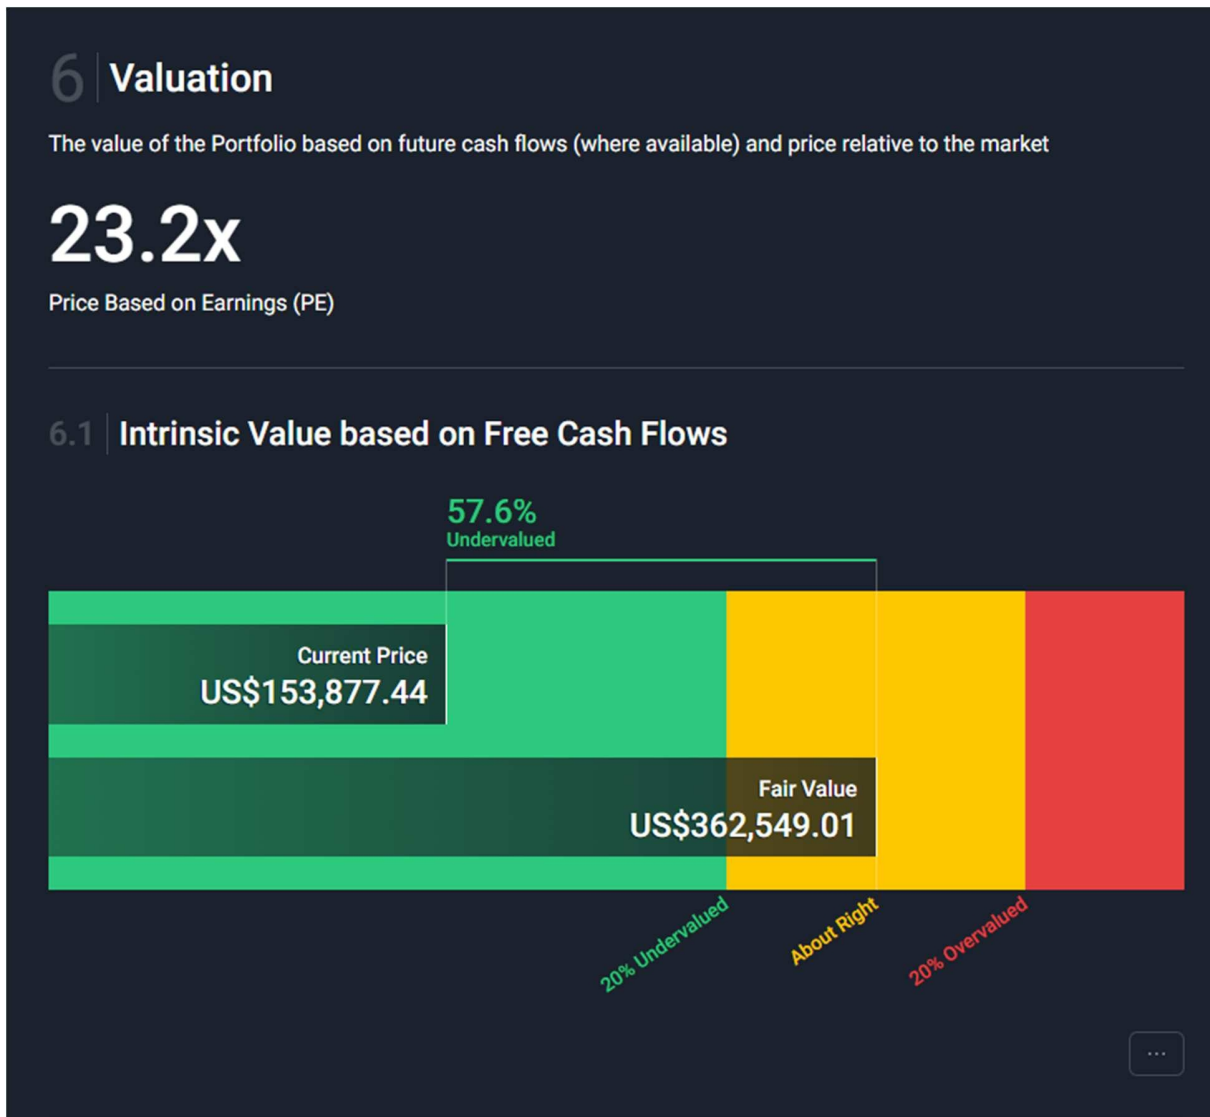 6 Valuation
The value of the Portfolio based on future cash flows (where available) and price relative to the market
23.2x
Price Based on Earnings (PE)
6.1 Intrinsic Value based on Free Cash Flows
57.6%
Undervalued
Current Price
US$153,877.44
Fair Value
US$362,549.01
20% Undervalued
About Right
20% Overvalued
...